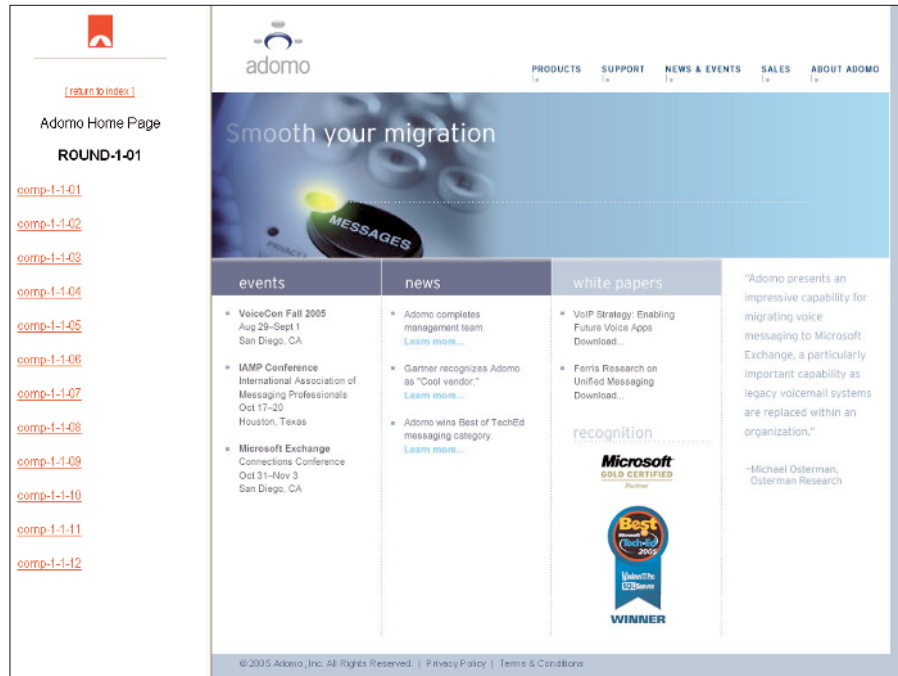 [ return to index ]
Adomo Home Page
ROUND-1-01
comp-1-1-01
comp-1-1-02
comp-1-1-03
comp-1-1-04
comp-1-1-05
comp-1-1-06
comp-1-1-07
comp-1-1-08
comp-1-1-09
comp-1-1-10
comp-1-1-11
comp-1-1-12
adomo
PRODUCTS SUPPORT NEWS & EVENTS SALES ABOUT ADOMO
Smooth your migration
MESSAGES
PRIVACY
events
VoiceCon Fall 2005
Aug 29–Sept 1
San Diego, CA
IAMP Conference
International Association of
Messaging Professionals
Oct 17–20
Houston, Texas
Microsoft Exchange
Connections Conference
Oct 31–Nov 3
San Diego, CA
news
Adomo completes
management team.
Learn more...
Gartner recognizes Adomo
as "Cool vendor."
Learn more...
Adomo wins Best of TechEd
messaging category.
Learn more...
white papers
VoIP Strategy: Enabling
Future Voice Apps
Download...
Ferris Research on
Unified Messaging
Download...
recognition
Microsoft
GOLD CERTIFIED
Partner
Best
Microsoft
Tech·Ed
2005
Windows IT Pro
SQL Server
WINNER
"Adomo presents an
impressive capability for
migrating voice
messaging to Microsoft
Exchange, a particularly
important capability as
legacy voicemail systems
are replaced within an
organization."
–Michael Osterman,
Osterman Research
© 2005 Adomo, Inc. All Rights Reserved. | Privacy Policy | Terms & Conditions